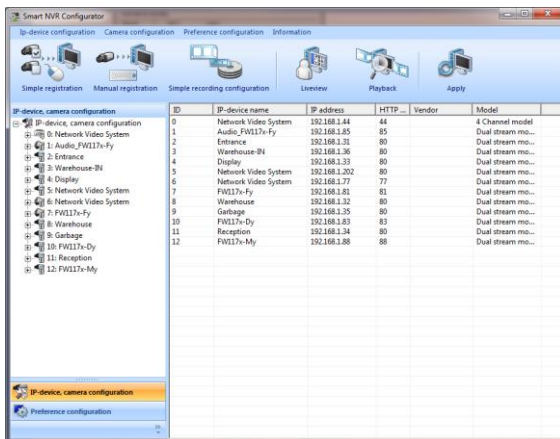 Smart NVR Configurator
Ip-device configuration Camera configuration Preference configuration Information
Simple registration Manual registration Simple recording configuration Liveview Playback Apply
IP-device, camera configuration
IP-device, camera configuration
0: Network Video System
1: Audio_FW117x-Fy
2: Entrance
3: Warehouse-IN
4: Display
5: Network Video System
6: Network Video System
7: FW117x-Fy
8: Warehouse
9: Garbage
10: FW117x-Dy
11: Reception
12: FW117x-My
ID IP-device name IP address HTTP ... Vendor Model
0 Network Video System 192.168.1.44 44 4 Channel model
1 Audio_FW117x-Fy 192.168.1.85 85 Dual stream mo...
2 Entrance 192.168.1.31 80 Dual stream mo...
3 Warehouse-IN 192.168.1.36 80 Dual stream mo...
4 Display 192.168.1.33 80 Dual stream mo...
5 Network Video System 192.168.1.202 80 Dual stream mo...
6 Network Video System 192.168.1.77 77 Dual stream mo...
7 FW117x-Fy 192.168.1.81 81 Dual stream mo...
8 Warehouse 192.168.1.32 80 Dual stream mo...
9 Garbage 192.168.1.35 80 Dual stream mo...
10 FW117x-Dy 192.168.1.83 83 Dual stream mo...
11 Reception 192.168.1.34 80 Dual stream mo...
12 FW117x-My 192.168.1.88 88 Dual stream mo...
IP-device, camera configuration
Preference configuration